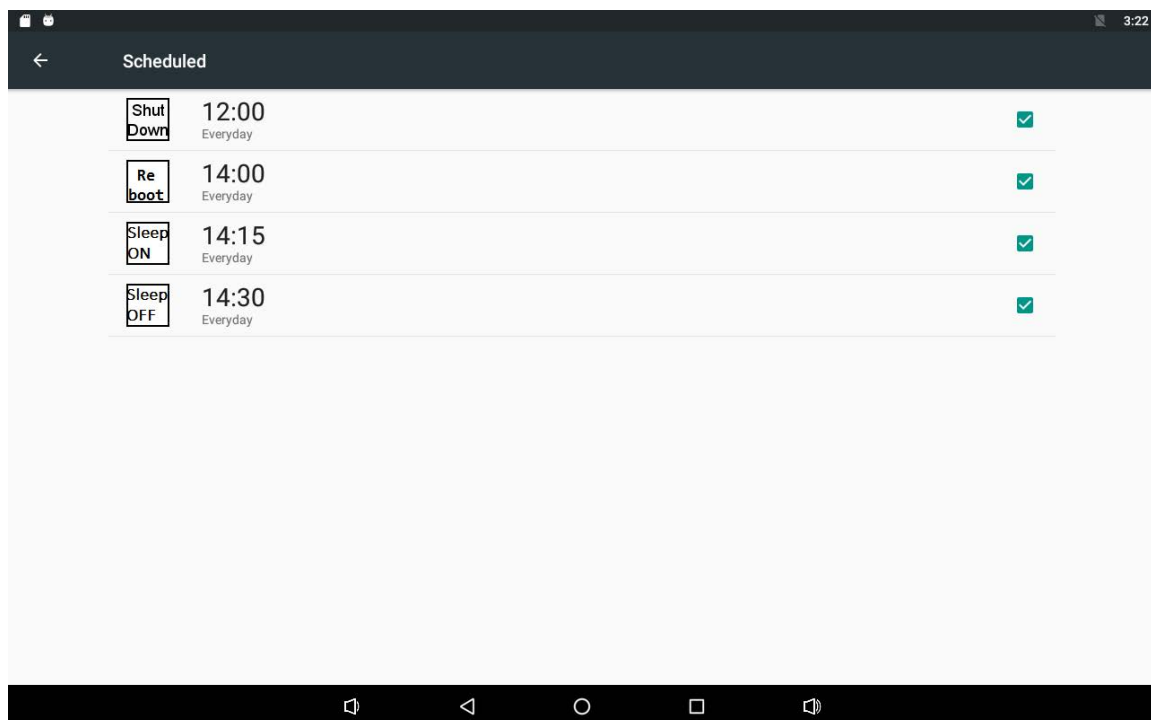 3:22
Scheduled
Shut
Down
12:00
Everyday
Re
boot
14:00
Everyday
Sleep
ON
14:15
Everyday
Sleep
OFF
14:30
Everyday